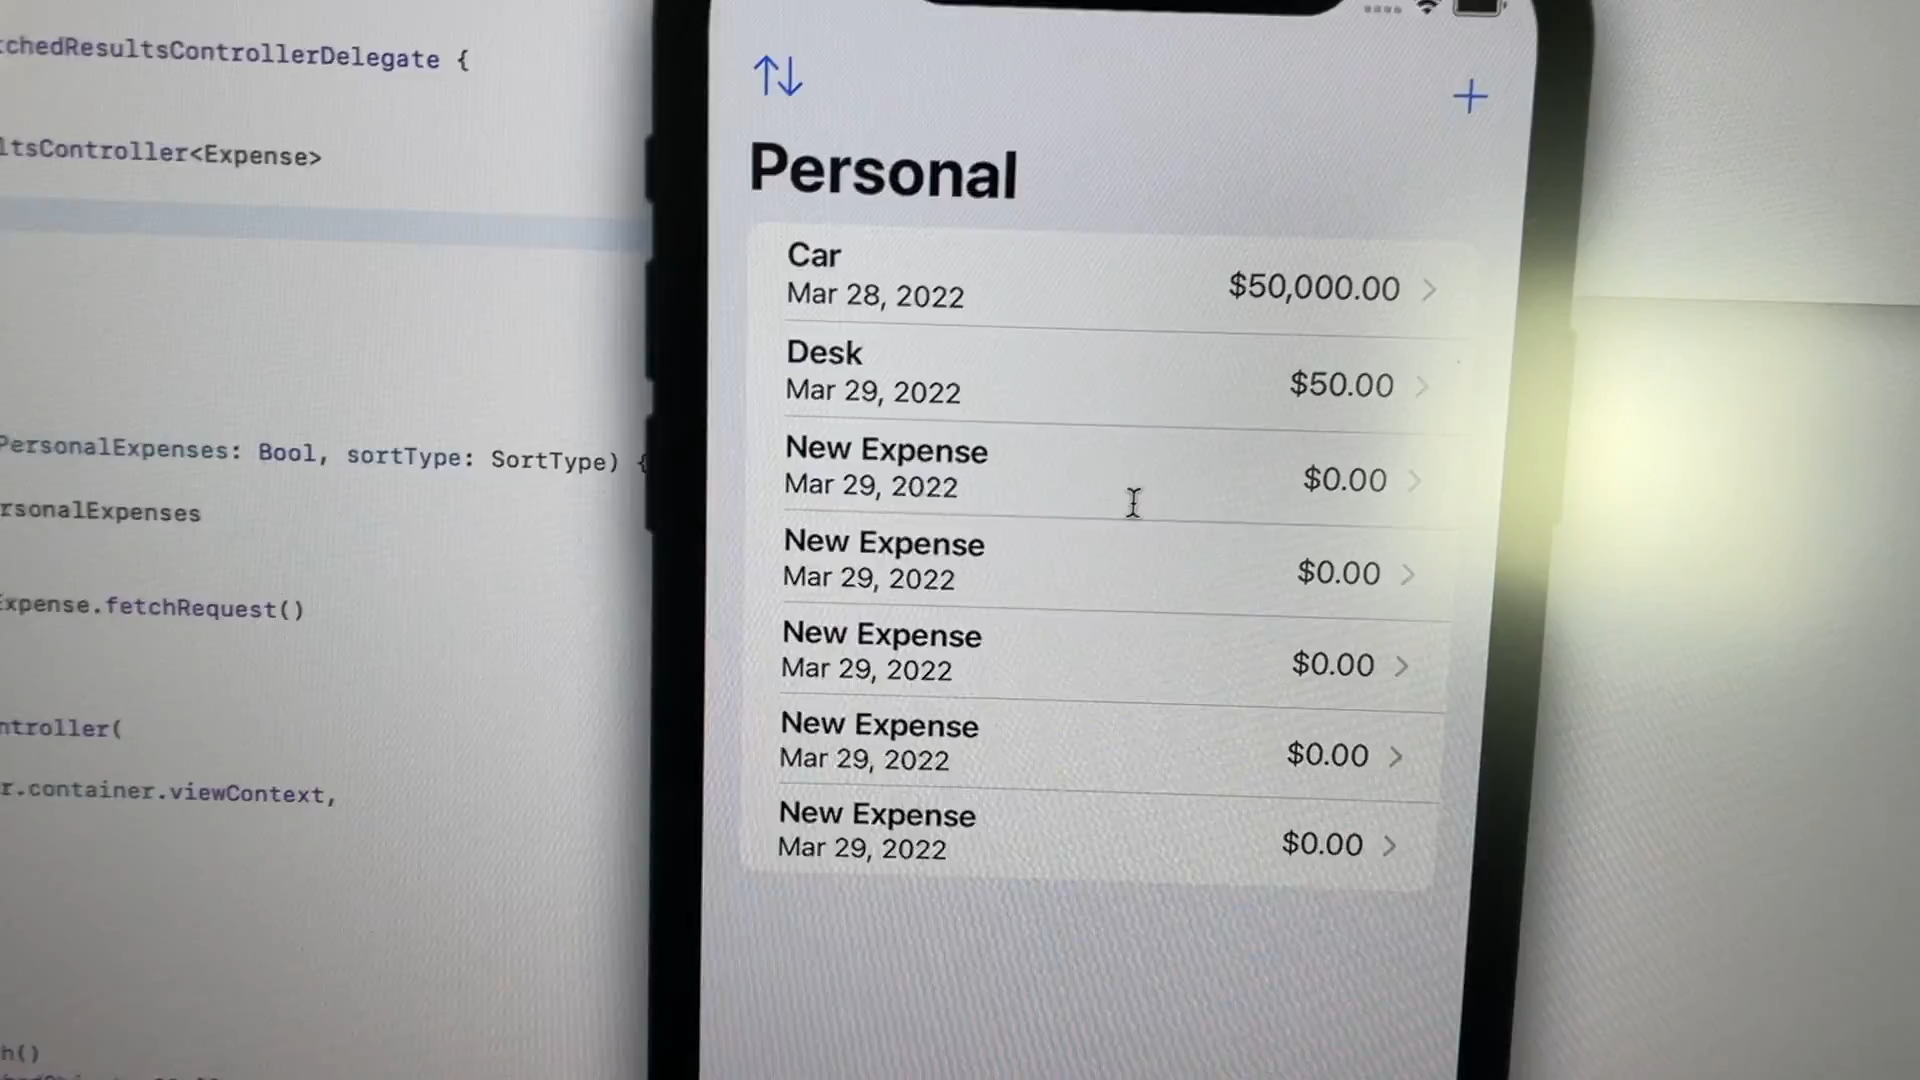 chedResultsControllerDelegate {
ltsController<Expense>
PersonalExpenses: Bool, sortType: SortType) {
rsonalExpenses
Expense.fetchRequest()
ntroller(
r.container.viewContext,
h()
Personal
Car
Mar 28, 2022
$50,000.00
Desk
Mar 29, 2022
$50.00
New Expense
Mar 29, 2022
$0.00
New Expense
Mar 29, 2022
$0.00
New Expense
Mar 29, 2022
$0.00
New Expense
Mar 29, 2022
$0.00
New Expense
Mar 29, 2022
$0.00